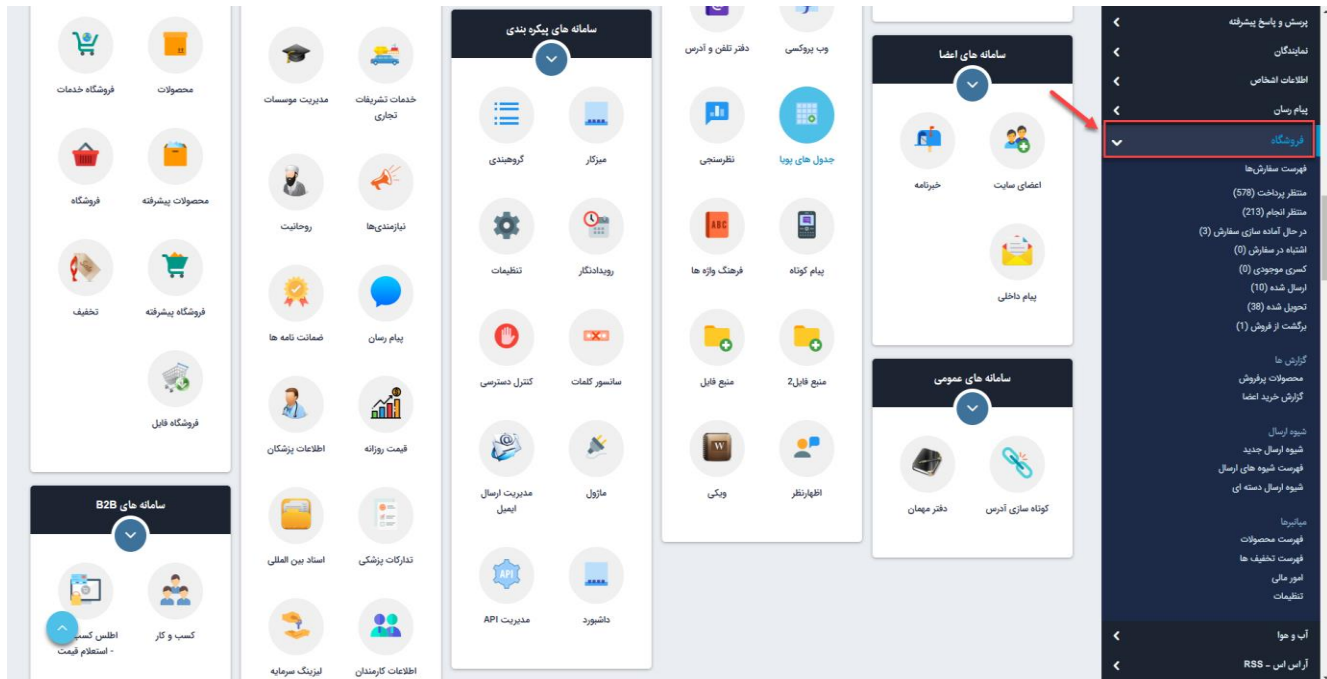 پرسش و پاسخ پیشرفته
نمایندگان
اطلاعات اشخاص
پیام رسان
فروشگاه
فهرست سفارش‌ها
منتظر پرداخت (578)
منتظر انجام (213)
در حال آماده سازی سفارش (3)
اشتباه در سفارش (0)
کسری موجودی (0)
ارسال شده (10)
تحویل شده (38)
برگشت از فروش (1)
گزارش ها
محصولات پرفروش
گزارش خرید اعضا
شیوه ارسال
شیوه ارسال جدید
فهرست شیوه های ارسال
شیوه ارسال دسته ای
میانبرها
فهرست محصولات
فهرست تخفیف ها
امور مالی
تنظیمات
آب و هوا
آر اس اس – RSS
سامانه های اعضا
اعضای سایت
خبرنامه
پیام داخلی
سامانه های عمومی
کوتاه سازی آدرس
دفتر مهمان
وب پروکسی
دفتر تلفن و آدرس
جدول های پویا
نظرسنجی
پیام کوتاه
فرهنگ واژه ها
ABC
منبع فایل2
منبع فایل
اظهارنظر
ویکی
W
سامانه های پیکره بندی
میزکار
گروهبندی
رویدادنگار
تنظیمات
سانسور کلمات
کنترل دسترسی
ماژول
مدیریت ارسال
ایمیل
داشبورد
مدیریت API
API
خدمات تشریفات
تجاری
مدیریت موسسات
نیازمندی‌ها
روحانیت
پیام رسان
ضمانت نامه ها
قیمت روزانه
اطلاعات پزشکان
تدارکات پزشکی
اسناد بین المللی
اطلاعات کارمندان
لیزینگ سرمایه
محصولات
فروشگاه خدمات
محصولات پیشرفته
فروشگاه
فروشگاه پیشرفته
تخفیف
فروشگاه فایل
سامانه های B2B
کسب و کار
اطلس کسب
- استعلام قیمت